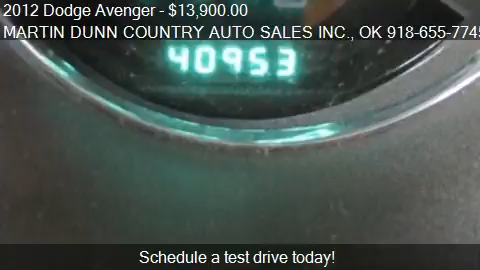 2012 Dodge Avenger - $13,900.00
MARTIN DUNN COUNTRY AUTO SALES INC., OK 918-655-7745
40953
Schedule a test drive today!